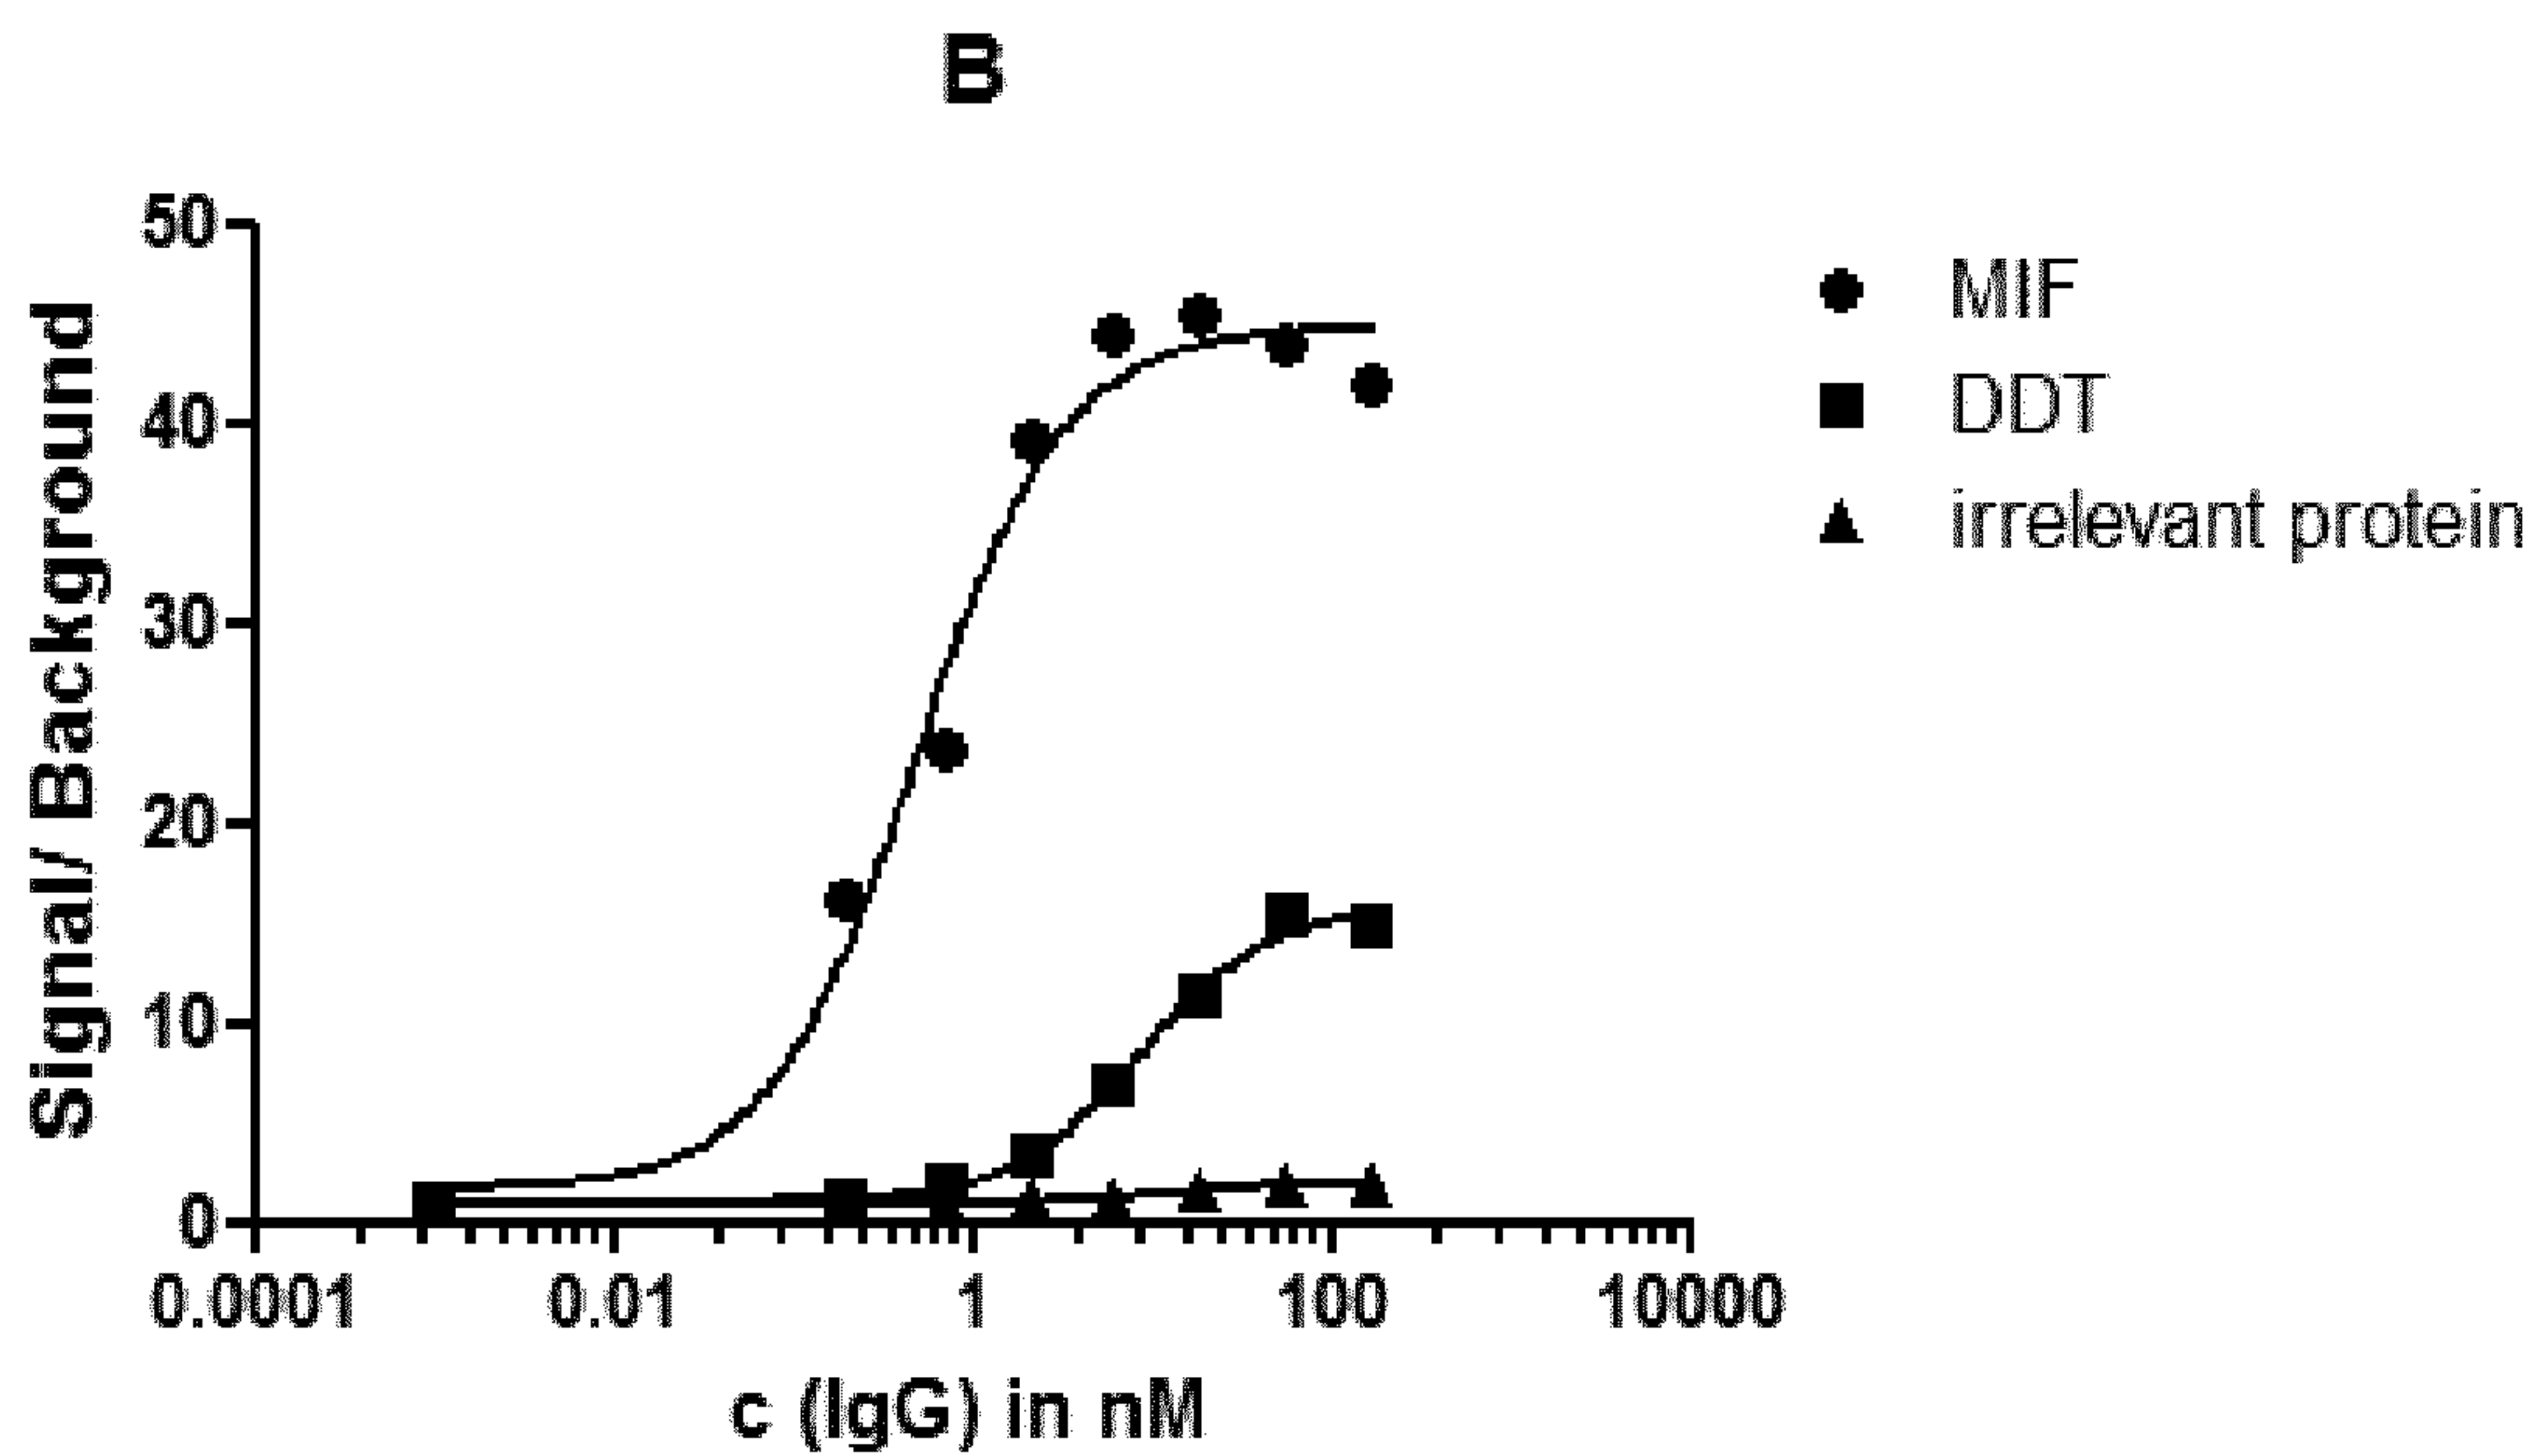 B
Signal/ Background
50
40
30
20
10
0
0.0001 0.01 1 100 10000
c (IgG) in nM
MIF
DDT
irrelevant protein